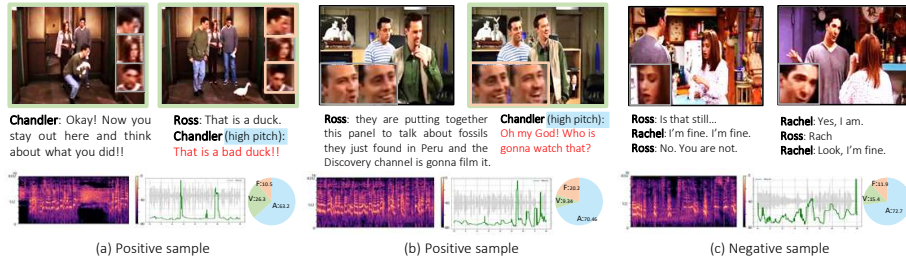 Chandler: Okay! Now you
stay out here and think
about what you did!!
Ross: That is a duck.
Chandler (high pitch):
That is a bad duck!!
F:10.5
V:26.3
A:63.2
(a) Positive sample
Ross: they are putting together
this panel to talk about fossils
they just found in Peru and the
Discovery channel is gonna film it.
Chandler (high pitch):
Oh my God! Who is
gonna watch that?
F:20.2
V:9.34
A:70.46
(b) Positive sample
Ross: Is that still...
Rachel: I'm fine. I'm fine.
Ross: No. You are not.
Rachel: Yes, I am.
Ross: Rach
Rachel: Look, I'm fine.
F:11.9
V:15.4
A:72.7
(c) Negative sample